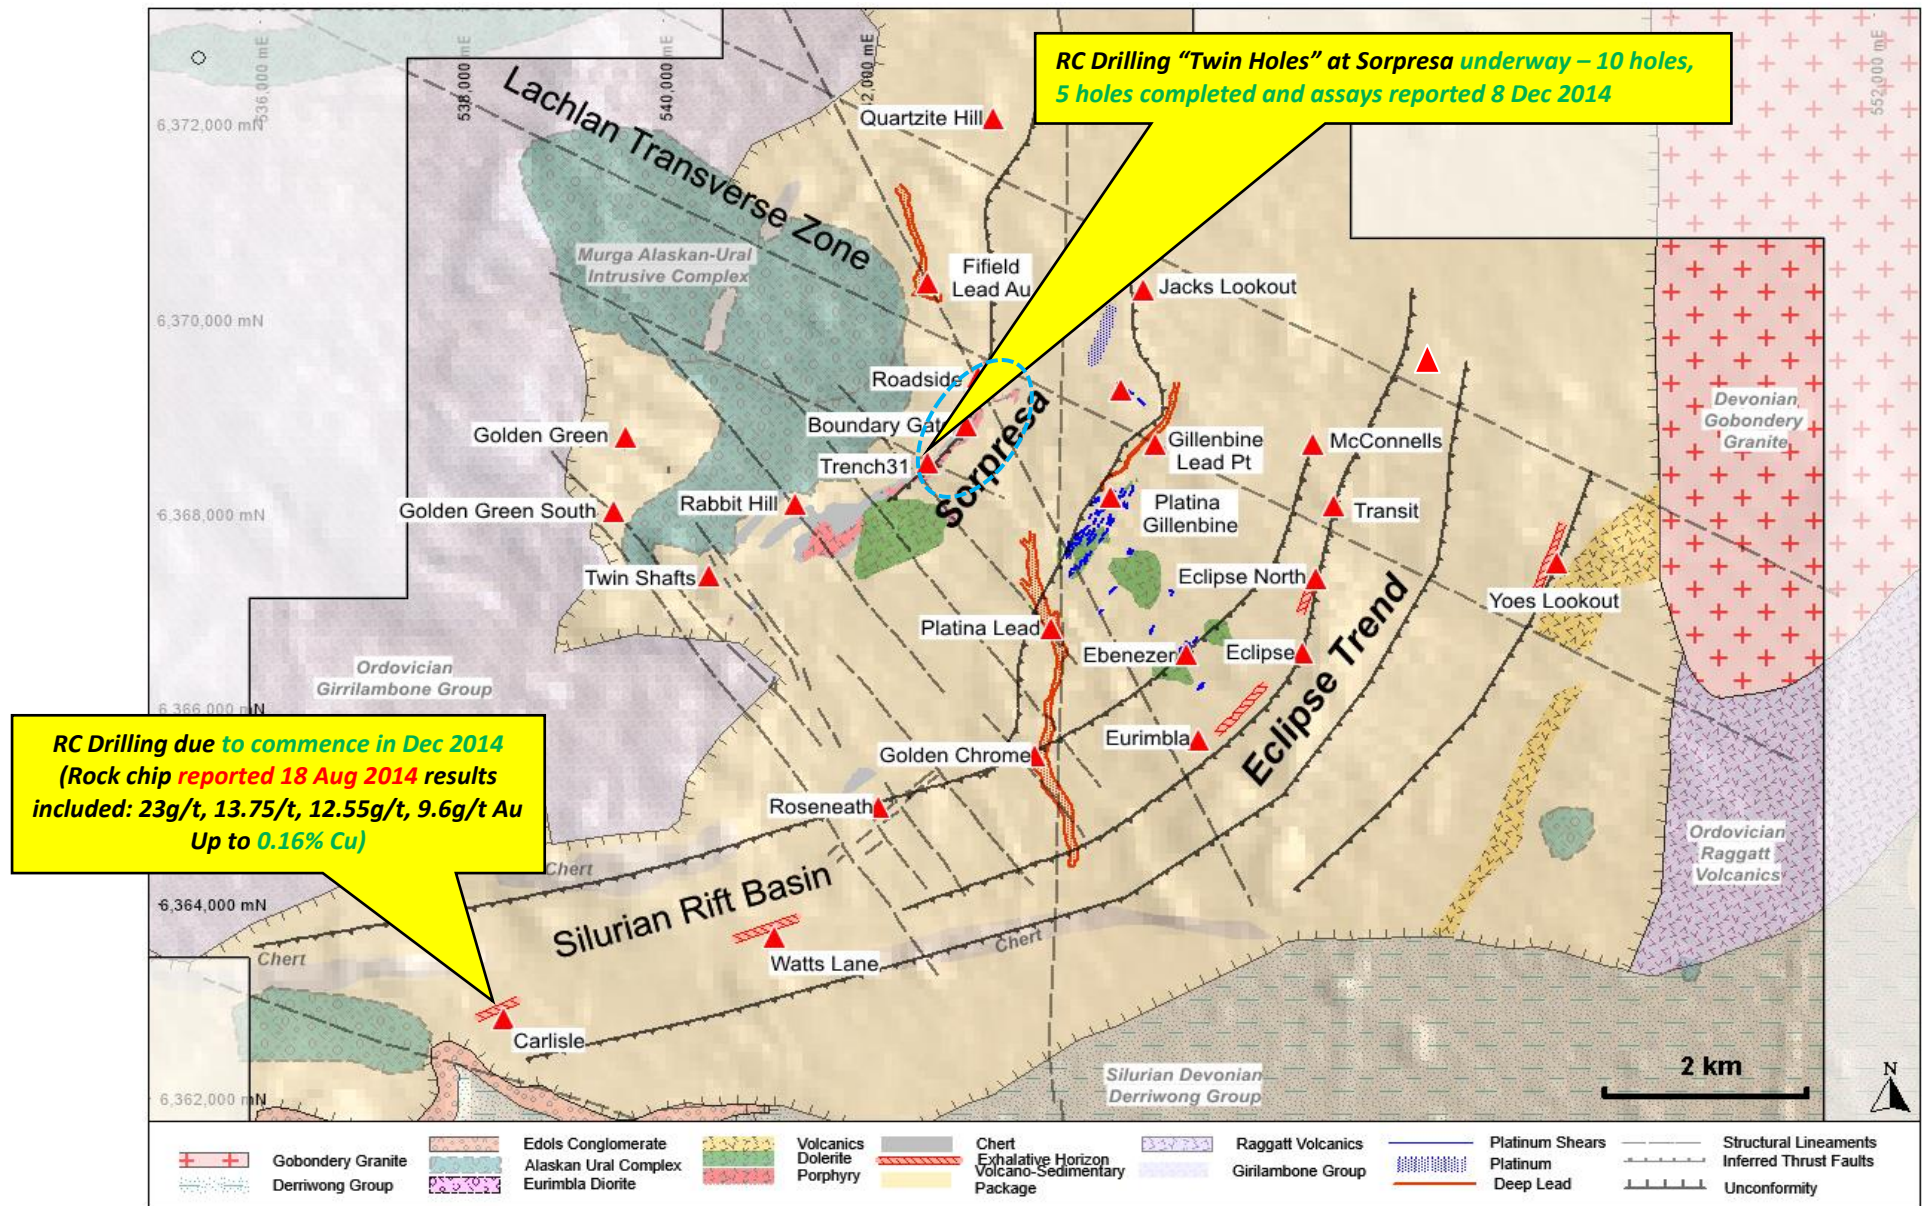 536,000 mE
538,000 mE
540,000 mE
552,000 mE
RC Drilling “Twin Holes” at Sorpresa underway – 10 holes,
5 holes completed and assays reported 8 Dec 2014
6,372,000 mN
6,370,000 mN
6,368,000 mN
6,366,000 mN
6,364,000 mN
6,362,000 mN
Lachlan Transverse Zone
Quartzite Hill
Murga Alaskan-Ural
Intrusive Complex
Fifield
Lead Au
Jacks Lookout
Roadside
Boundary Gate
Trench31
Sorpresa
Golden Green
Golden Green South
Rabbit Hill
Twin Shafts
Gillenbine
Lead Pt
Platina
Gillenbine
McConnells
Transit
Devonian
Gobondery
Granite
Eclipse North
Yoes Lookout
Platina Lead
Ebenezer
Eclipse
Eclipse Trend
Ordovician
Girrilambone Group
Eurimbla
Golden Chrome
Roseneath
RC Drilling due to commence in Dec 2014
(Rock chip reported 18 Aug 2014 results
included: 23g/t, 13.75/t, 12.55g/t, 9.6g/t Au
Up to 0.16% Cu)
Chert
Silurian Rift Basin
Ordovician
Raggatt
Volcanics
Chert
Watts Lane
Chert
Carlisle
Silurian Devonian
Derriwong Group
2 km
N
Gobondery Granite
Derriwong Group
Edols Conglomerate
Alaskan Ural Complex
Eurimbla Diorite
Volcanics
Dolerite
Porphyry
Chert
Exhalative Horizon
Volcano-Sedimentary
Package
Raggatt Volcanics
Girilambone Group
Platinum Shears
Platinum
Deep Lead
Structural Lineaments
Inferred Thrust Faults
Unconformity